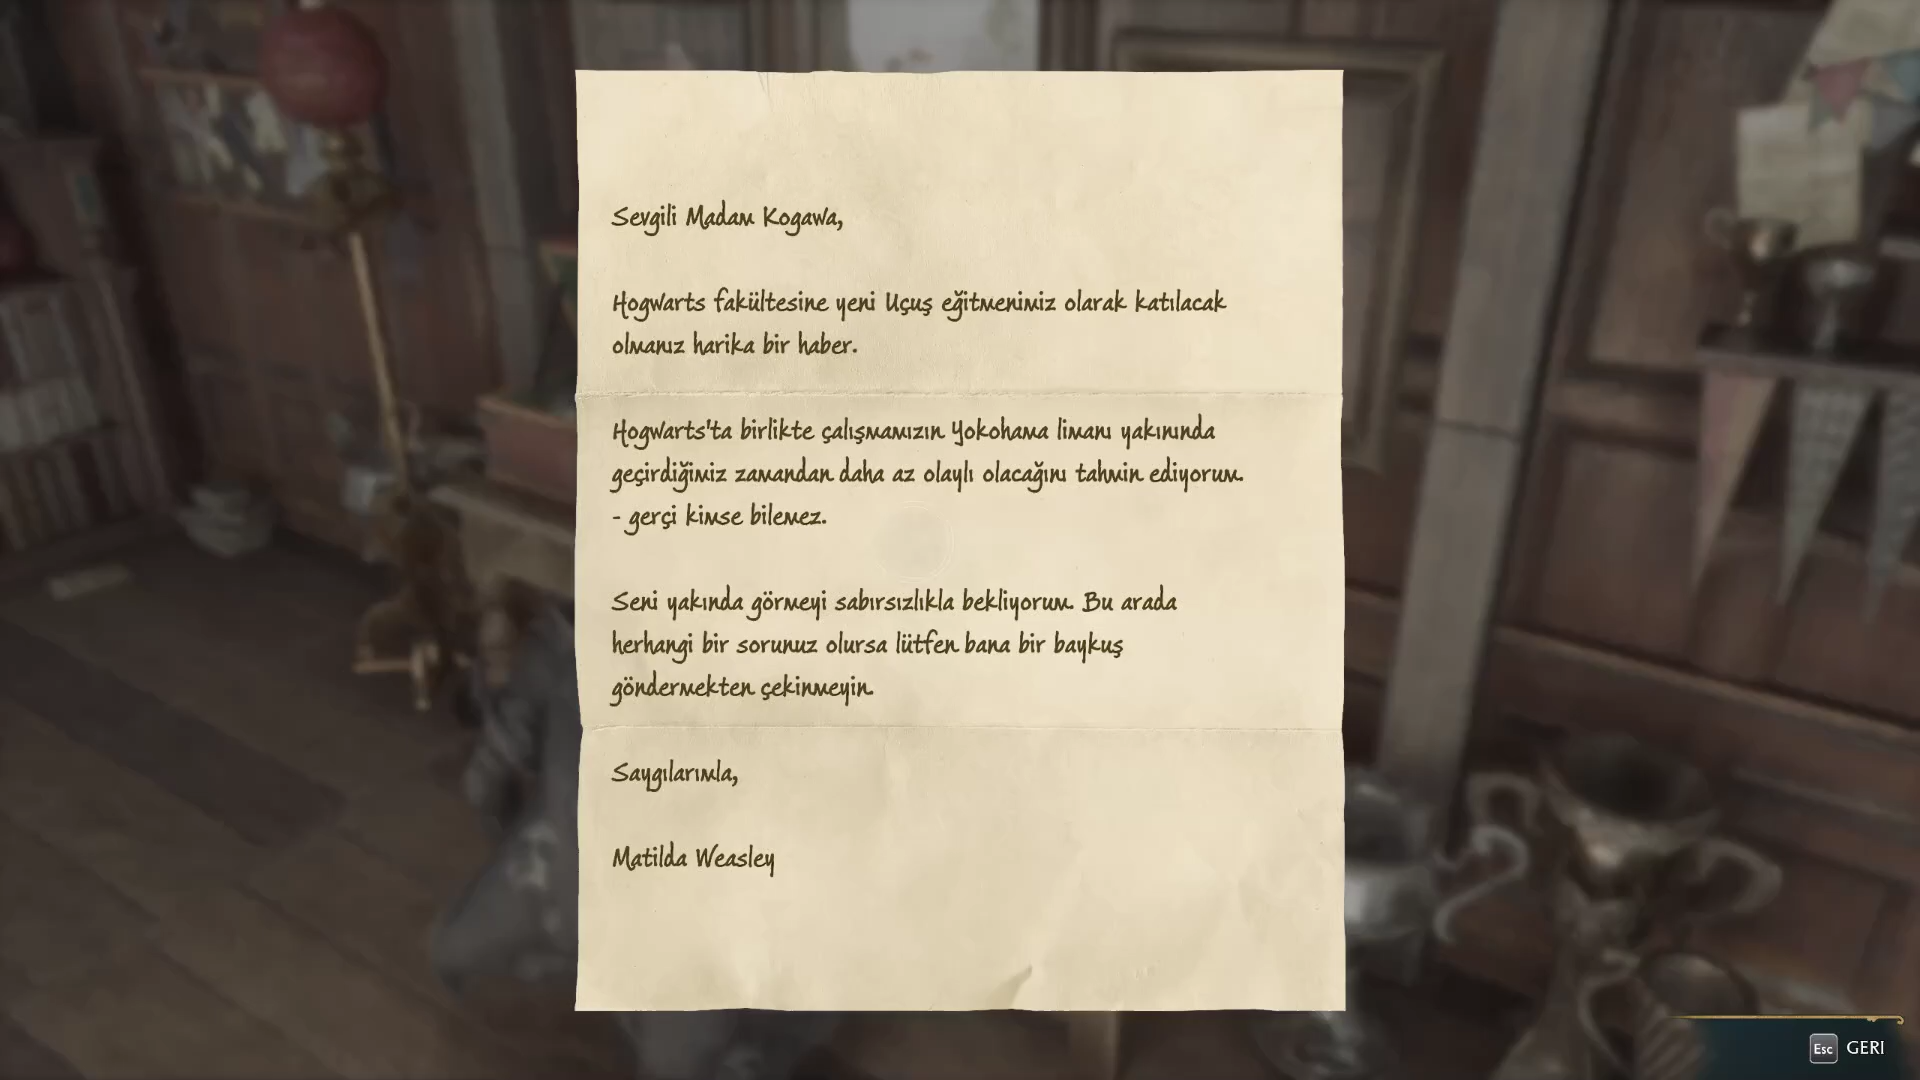 Sevgili Madam Kogawa,
Hogwarts fakültesine yeni Uçuş eğitmenimiz olarak katılacak
olmanız harika bir haber.
Hogwarts'ta birlikte çalışmamızın Yokohama limanı yakınında
geçirdiğimiz zamandan daha az olaylı olacağını tahmin ediyorum.
- gerçi kimse bilemez.
Seni yakında görmeyi sabırsızlıkla bekliyorum. Bu arada
herhangi bir sorunuz olursa lütfen bana bir baykuş
göndermekten çekinmeyin.
Saygılarımla,
Matilda Weasley
Esc GERİ